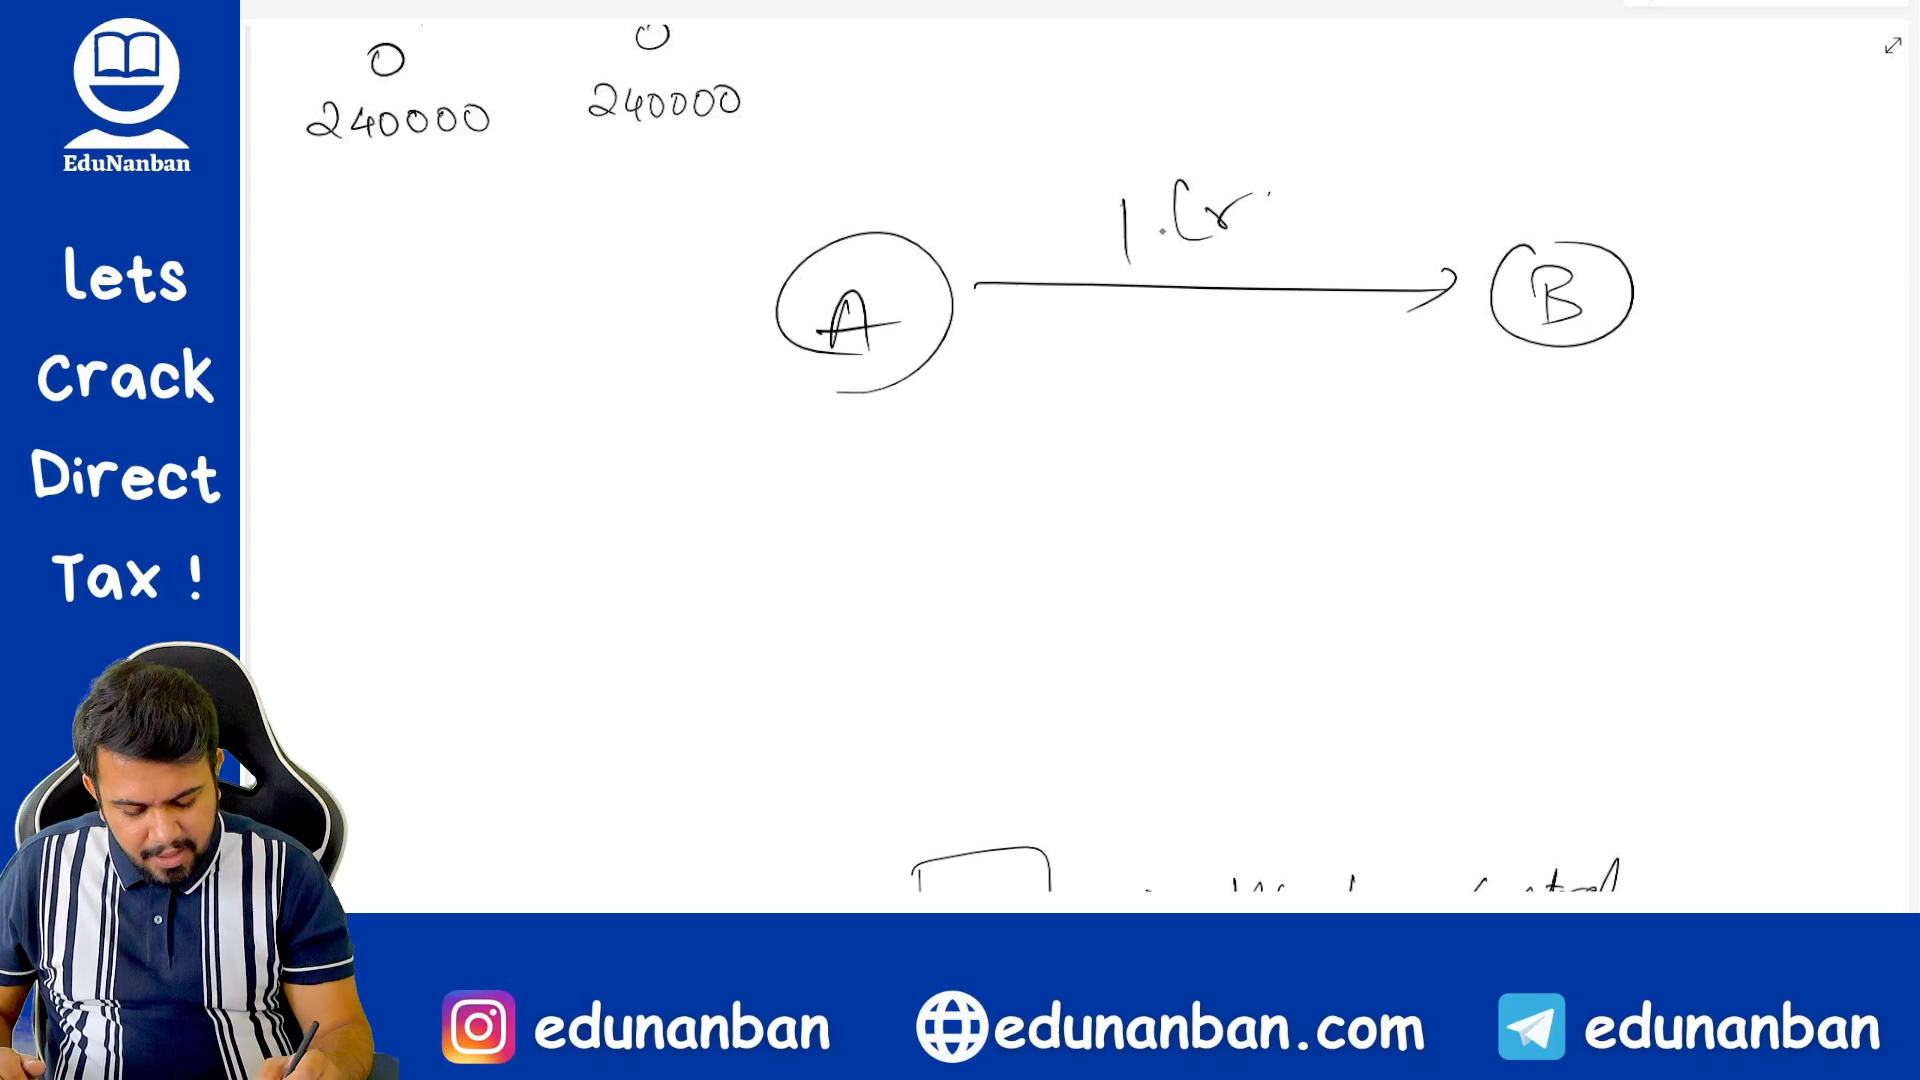 EduNanban
Lets
Crack
Direct
Tax !
0
240000
0
240000
1.Cr
A
B
edunanban
edunanban.com
edunanban